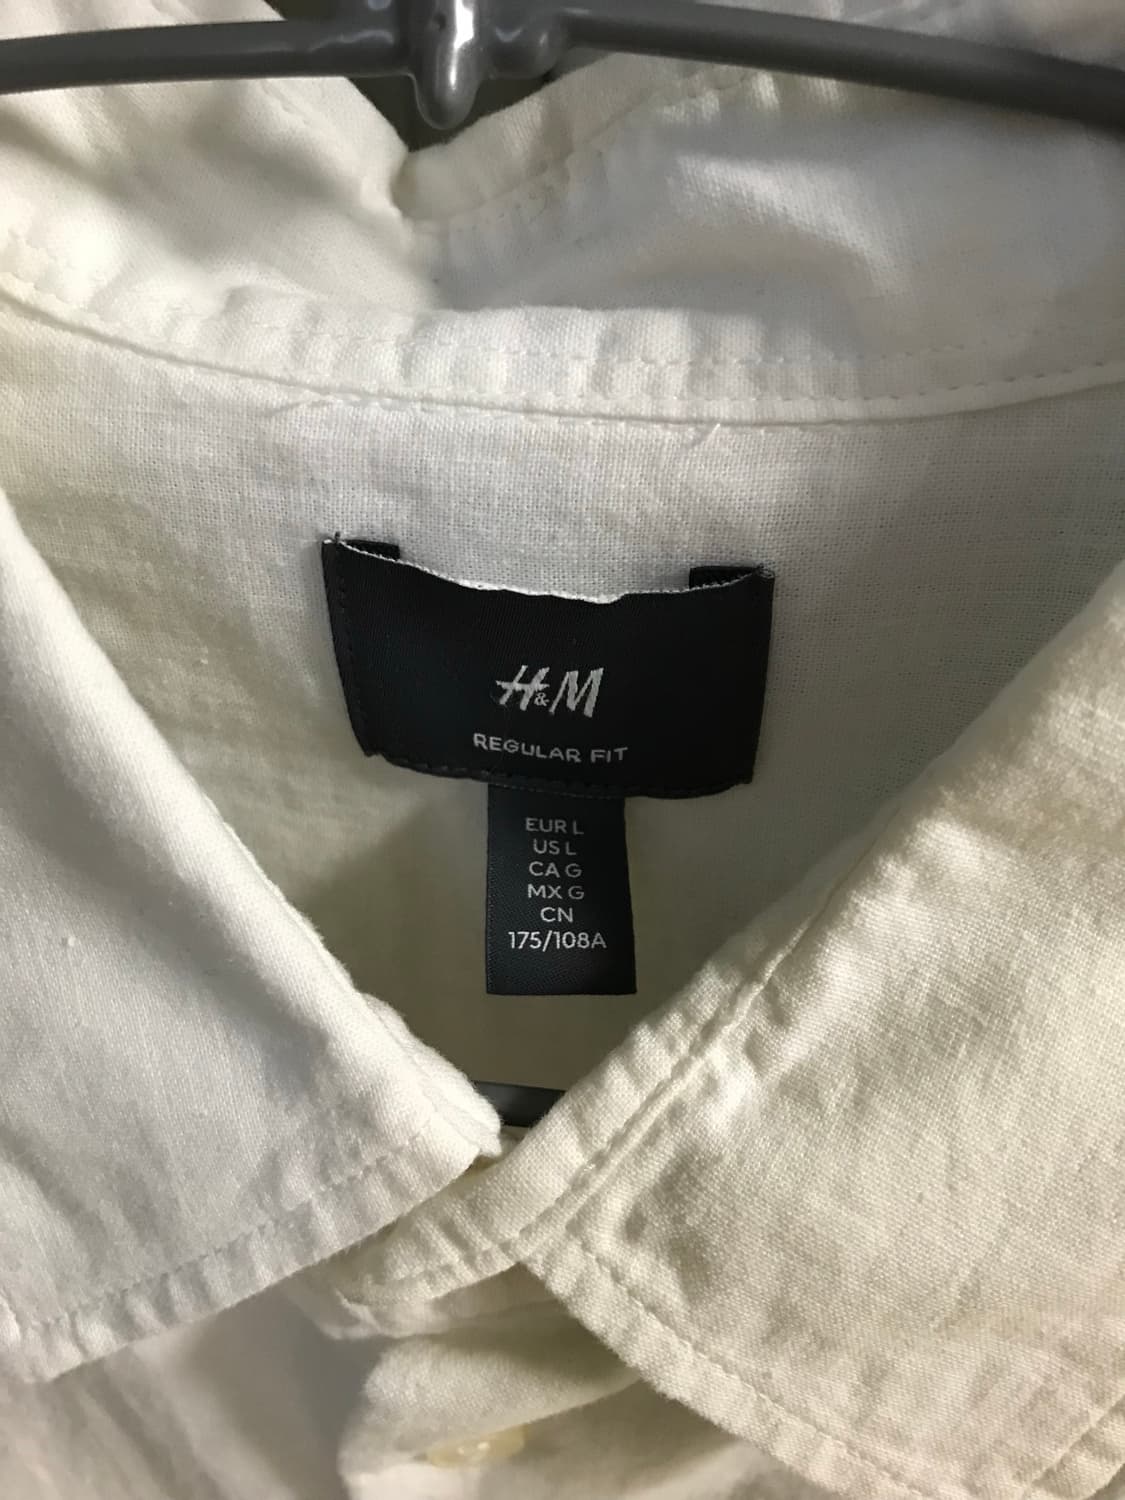 H&M
REGULAR FIT
EUR L
US L
CA G
MX G
CN
175/108A